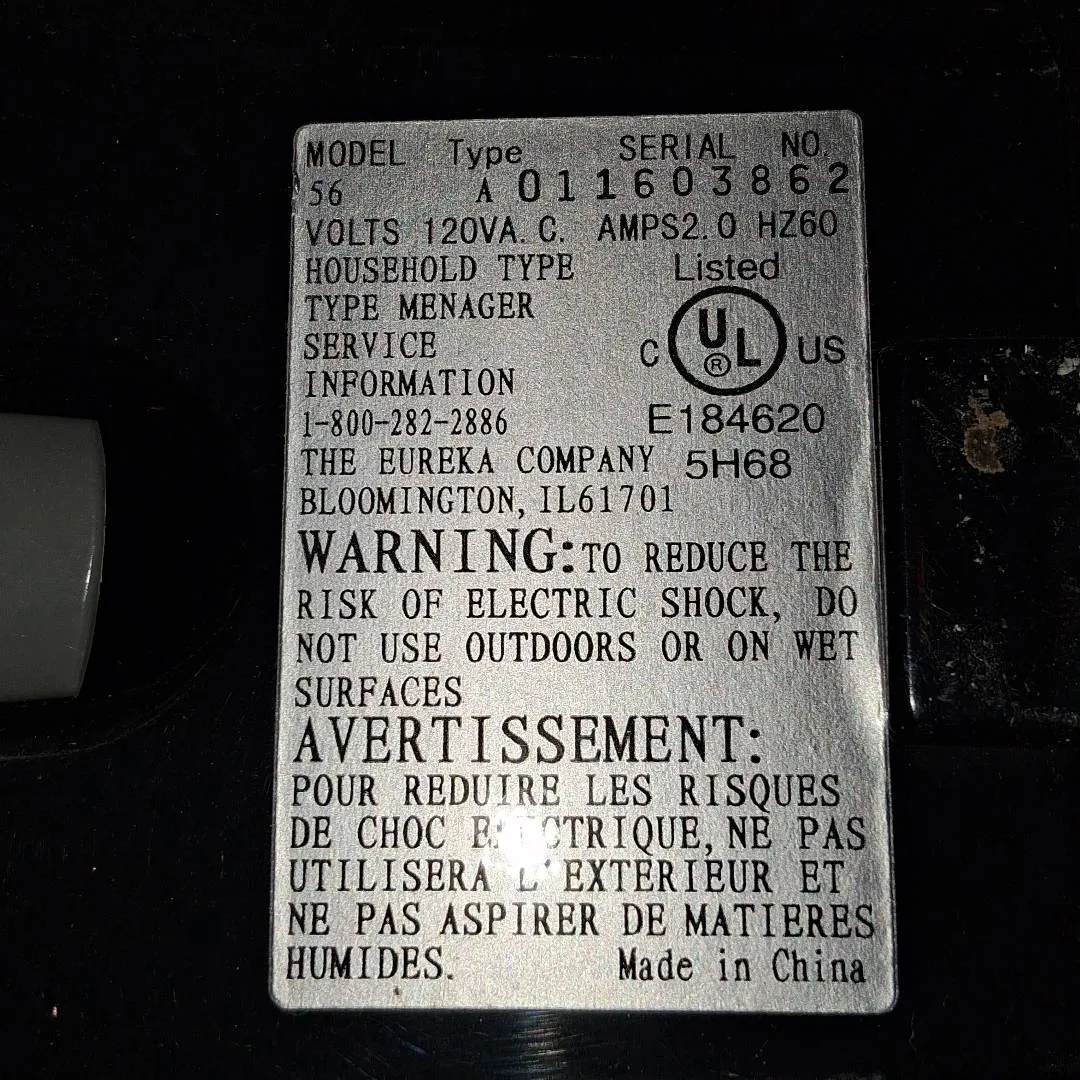 MODEL Type SERIAL NO.
56 A 011603862
VOLTS 120VA.C. AMPS2.0 HZ60
HOUSEHOLD TYPE Listed
TYPE MENAGER
SERVICE C UL® US
INFORMATION
1-800-282-2886 E184620
THE EUREKA COMPANY 5H68
BLOOMINGTON, IL61701
WARNING:TO REDUCE THE
RISK OF ELECTRIC SHOCK, DO
NOT USE OUTDOORS OR ON WET
SURFACES
AVERTISSEMENT:
POUR REDUIRE LES RISQUES
DE CHOC ELECTRIQUE, NE PAS
UTILISERA L'EXTERIEUR ET
NE PAS ASPIRER DE MATIERES
HUMIDES. Made in China